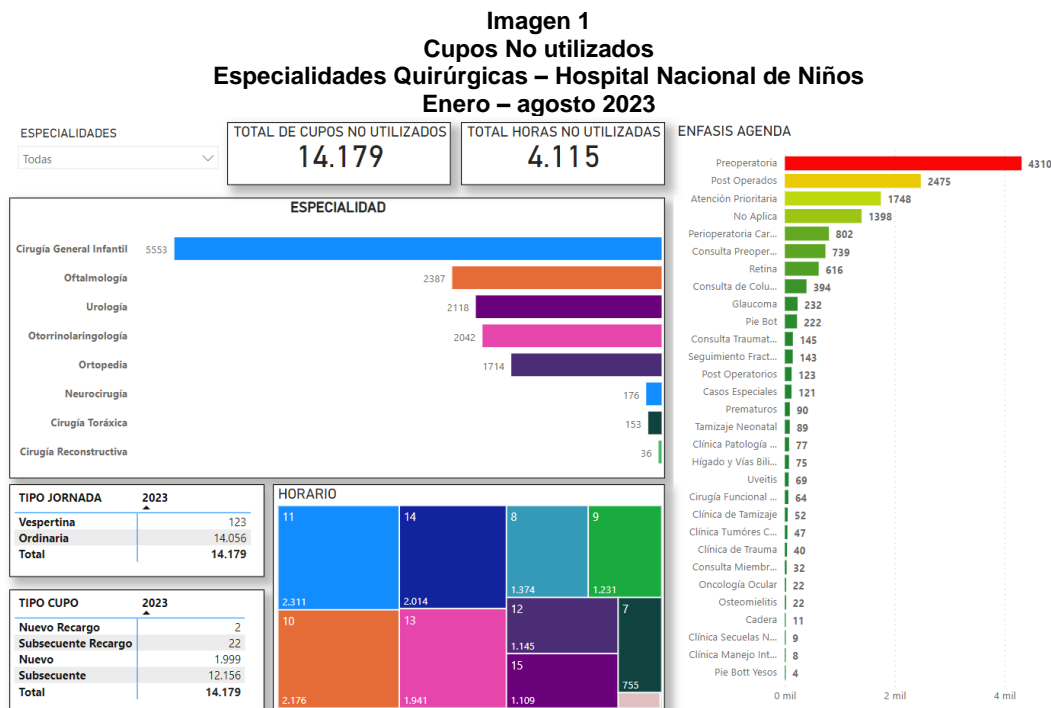 Imagen 1
Cupos No utilizados
Especialidades Quirúrgicas – Hospital Nacional de Niños
Enero – agosto 2023
ESPECIALIDADES
Todas
TOTAL DE CUPOS NO UTILIZADOS
14.179
TOTAL HORAS NO UTILIZADAS
4.115
ESPECIALIDAD
Cirugía General Infantil 5553
Oftalmología 2387
Urología 2118
Otorrinolaringología 2042
Ortopedia 1714
Neurocirugía 176
Cirugía Toráxica 153
Cirugía Reconstructiva 36
TIPO JORNADA 2023
Vespertina 123
Ordinaria 14.056
Total 14.179
TIPO CUPO 2023
Nuevo Recargo 2
Subsecuente Recargo 22
Nuevo 1.999
Subsecuente 12.156
Total 14.179
HORARIO
11
2.311
14
2.014
8
1.374
9
1.231
10
2.176
13
1.941
12
1.145
15
1.109
7
755
ENFASIS AGENDA
Preoperatoria 4310
Post Operados 2475
Atención Prioritaria 1748
No Aplica 1398
Perioperatoria Car... 802
Consulta Preoper... 739
Retina 616
Consulta de Colu... 394
Glaucoma 232
Pie Bot 222
Consulta Traumat... 145
Seguimiento Fract... 143
Post Operatorios 123
Casos Especiales 121
Prematuros 90
Tamizaje Neonatal 89
Clínica Patología ... 77
Hígado y Vías Bili... 75
Uveitis 69
Cirugía Funcional ... 64
Clínica de Tamizaje 52
Clínica Tumóres C... 47
Clínica de Trauma 40
Consulta Miembr... 32
Oncología Ocular 22
Osteomielitis 22
Cadera 11
Clínica Secuelas N... 9
Clínica Manejo Int... 8
Pie Bott Yesos 4
0 mil 2 mil 4 mil